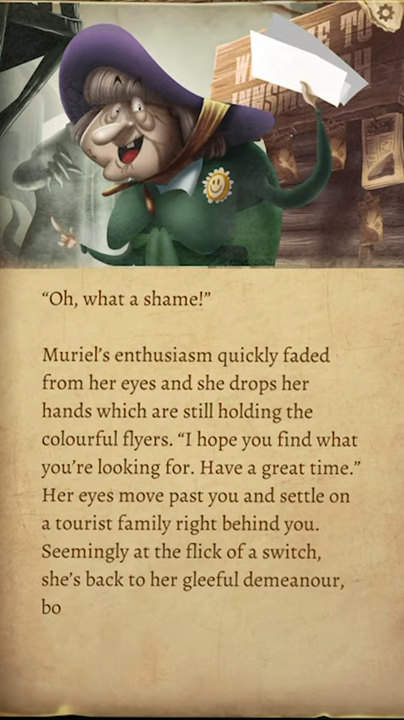 WE TO
“Oh, what a shame!”
Muriel’s enthusiasm quickly faded
from her eyes and she drops her
hands which are still holding the
colourful flyers. “I hope you find what
you’re looking for. Have a great time.”
Her eyes move past you and settle on
a tourist family right behind you.
Seemingly at the flick of a switch,
she’s back to her gleeful demeanour,
bo